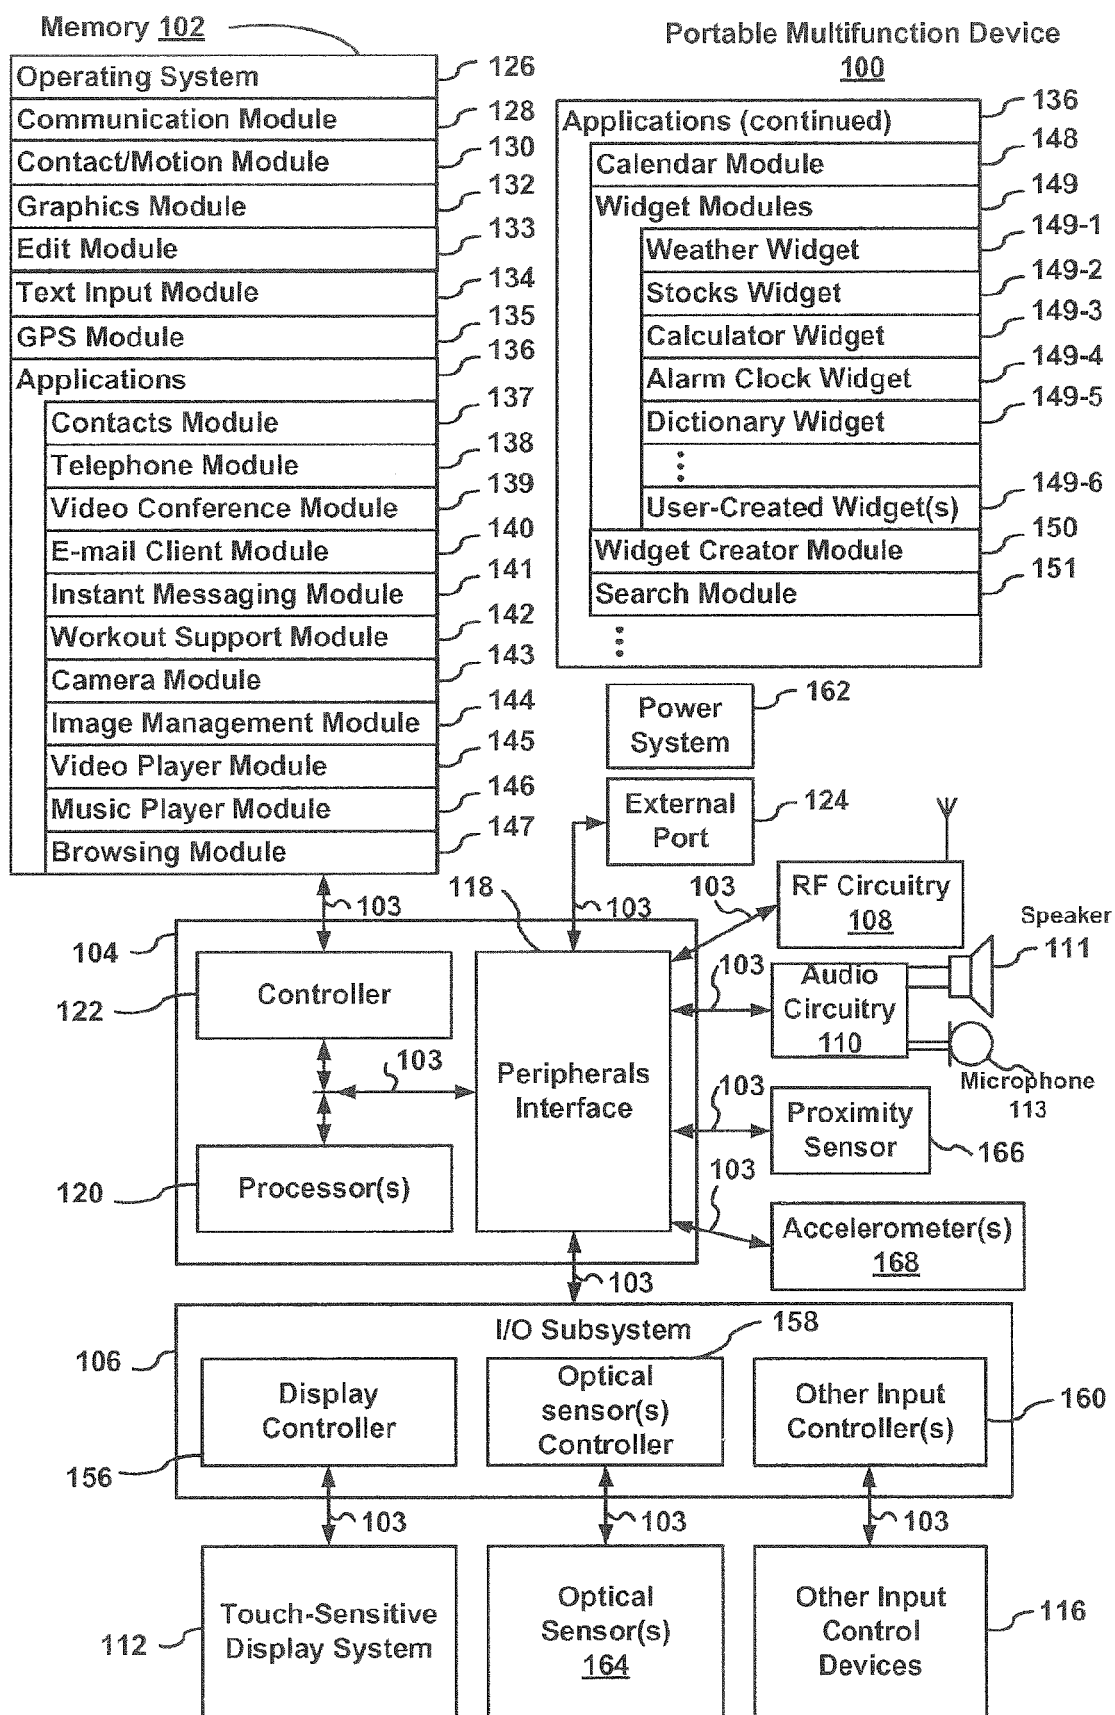 Memory 102
Operating System 126
Communication Module 128
Contact/Motion Module 130
Graphics Module 132
Edit Module 133
Text Input Module 134
GPS Module 135
Applications 136
Contacts Module 137
Telephone Module 138
Video Conference Module 139
E-mail Client Module 140
Instant Messaging Module 141
Workout Support Module 142
Camera Module 143
Image Management Module 144
Video Player Module 145
Music Player Module 146
Browsing Module 147
Portable Multifunction Device
100
Applications (continued) 136
Calendar Module 148
Widget Modules 149
Weather Widget 149-1
Stocks Widget 149-2
Calculator Widget 149-3
Alarm Clock Widget 149-4
Dictionary Widget 149-5
User-Created Widget(s) 149-6
Widget Creator Module 150
Search Module 151
Power
System
162
External
Port
124
103
118
103
103
RF Circuitry
108
Speaker
111
104
Controller
122
103
Audio
Circuitry
110
103
Peripherals
Interface
Microphone
113
103
Proximity
Sensor
166
Processor(s)
120
103
Accelerometer(s)
168
103
I/O Subsystem
158
106
Display
Controller
156
Optical
sensor(s)
Controller
Other Input
Controller(s)
160
103
103
103
Touch-Sensitive
Display System
112
Optical
Sensor(s)
164
Other Input
Control
Devices
116